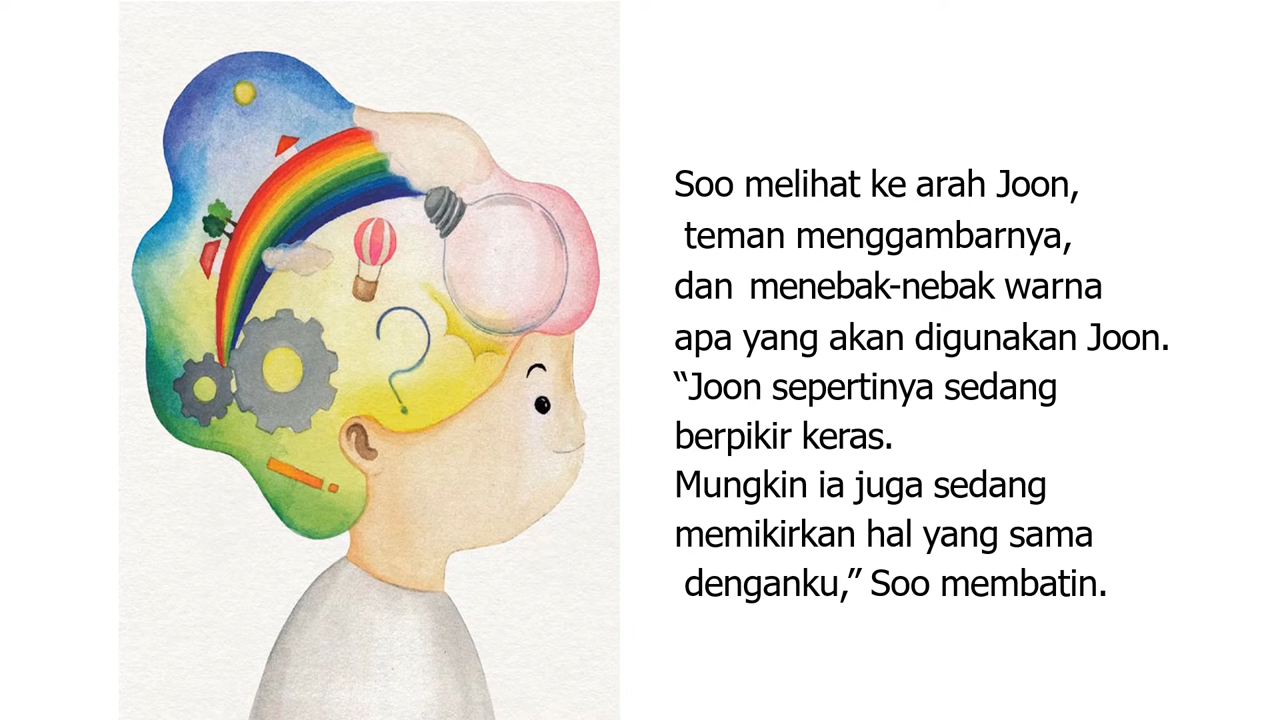 Soo melihat ke arah Joon,
teman menggambarnya,
dan menebak-nebak warna
apa yang akan digunakan Joon.
“Joon sepertinya sedang
berpikir keras.
Mungkin ia juga sedang
memikirkan hal yang sama
denganku,” Soo membatin.